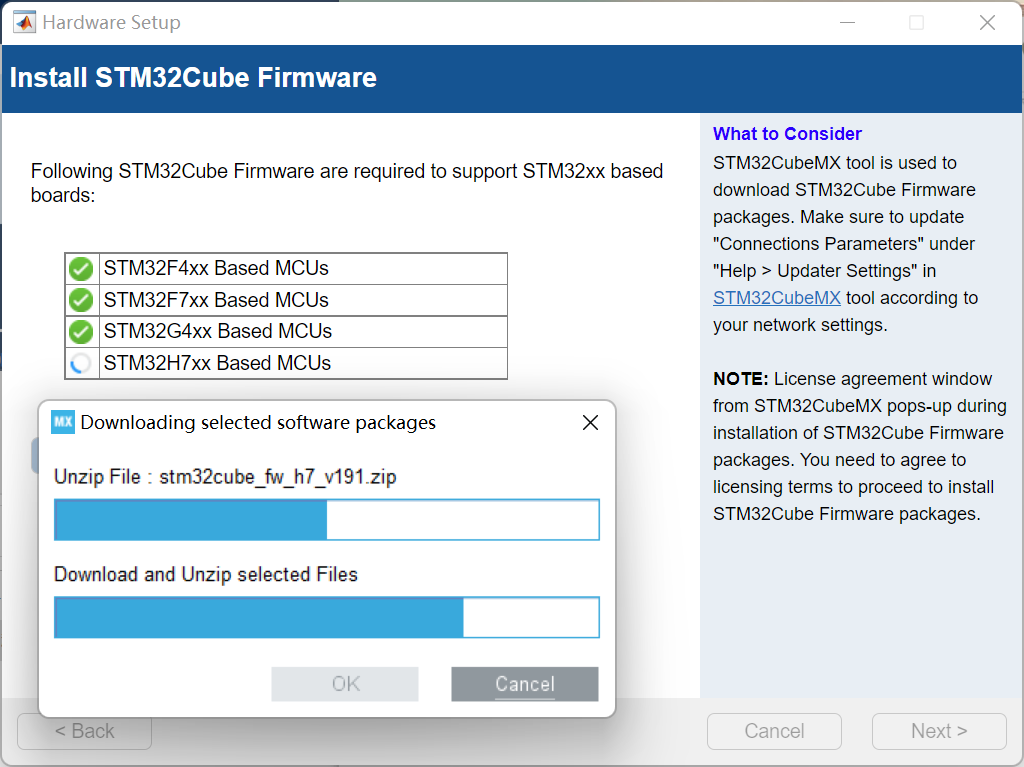 Hardware Setup
Install STM32Cube Firmware
Following STM32Cube Firmware are required to support STM32xx based
boards:
STM32F4xx Based MCUs
STM32F7xx Based MCUs
STM32G4xx Based MCUs
STM32H7xx Based MCUs
MX Downloading selected software packages
Unzip File : stm32cube_fw_h7_v191.zip
Download and Unzip selected Files
OK
Cancel
What to Consider
STM32CubeMX tool is used to
download STM32Cube Firmware
packages. Make sure to update
"Connections Parameters" under
"Help > Updater Settings" in
STM32CubeMX tool according to
your network settings.
NOTE: License agreement window
from STM32CubeMX pops-up during
installation of STM32Cube Firmware
packages. You need to agree to
licensing terms to proceed to install
STM32Cube Firmware packages.
< Back
Cancel
Next >